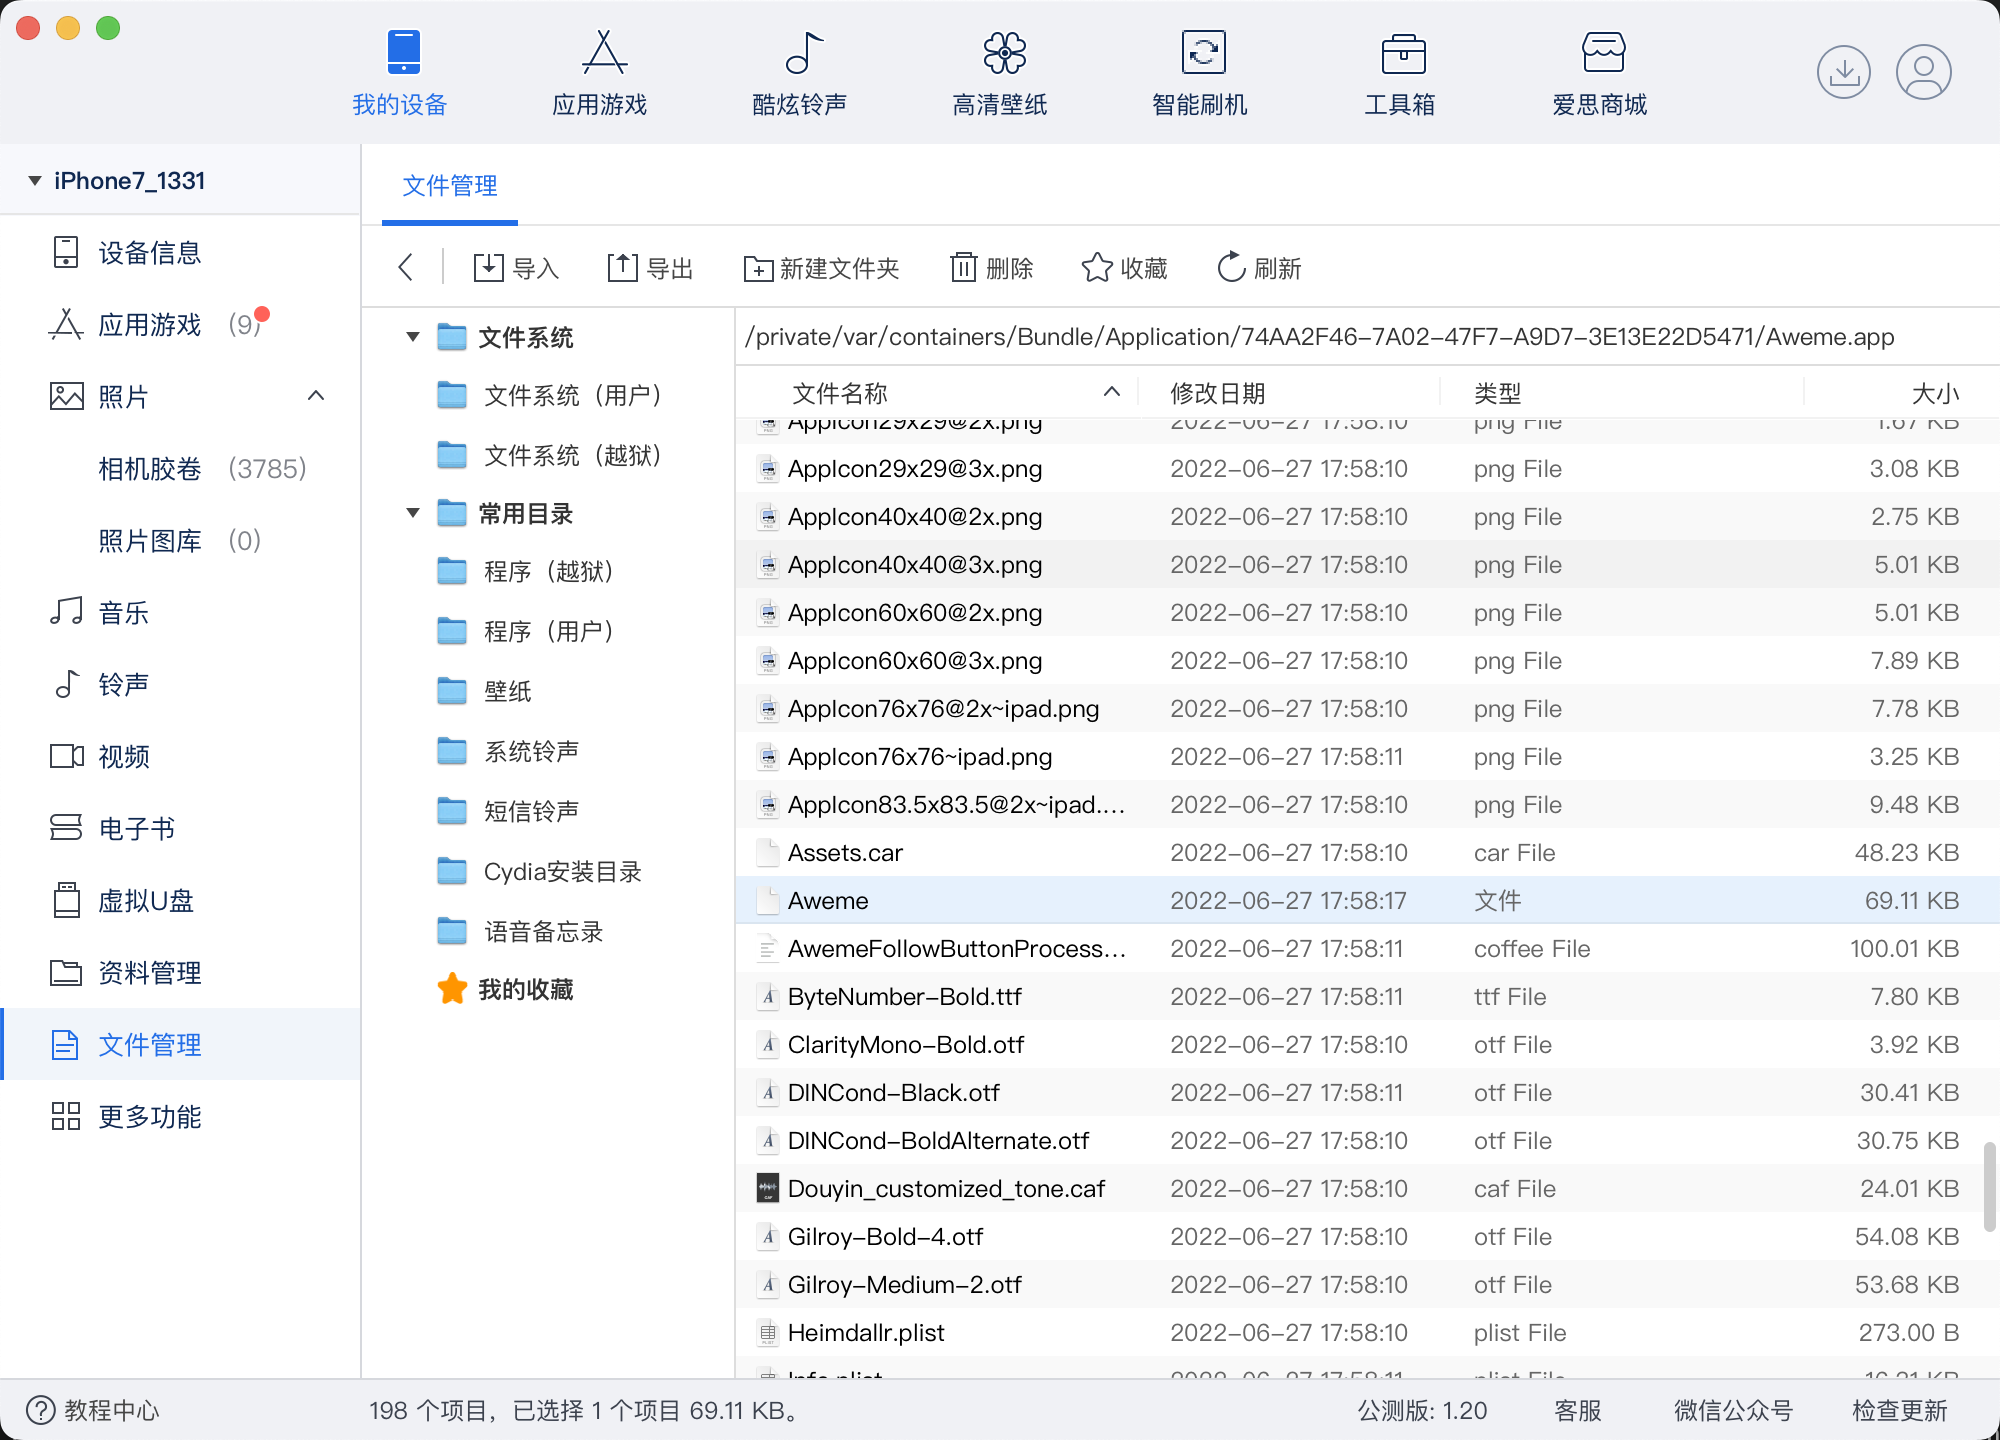 我的设备
应用游戏
酷炫铃声
高清壁纸
智能刷机
工具箱
爱思商城
iPhone7_1331
设备信息
应用游戏 (9)
照片
相机胶卷 (3785)
照片图库 (0)
音乐
铃声
视频
电子书
虚拟U盘
资料管理
文件管理
更多功能
文件管理
导入 导出 新建文件夹 删除 收藏 刷新
文件系统
文件系统（用户）
文件系统（越狱）
常用目录
程序（越狱）
程序（用户）
壁纸
系统铃声
短信铃声
Cydia安装目录
语音备忘录
我的收藏
/private/var/containers/Bundle/Application/74AA2F46-7A02-47F7-A9D7-3E13E22D5471/Aweme.app
文件名称 修改日期 类型 大小
AppIcon29x29@2x.png 2022-06-27 17:58:10 png File 1.67 KB
AppIcon29x29@3x.png 2022-06-27 17:58:10 png File 3.08 KB
AppIcon40x40@2x.png 2022-06-27 17:58:10 png File 2.75 KB
AppIcon40x40@3x.png 2022-06-27 17:58:10 png File 5.01 KB
AppIcon60x60@2x.png 2022-06-27 17:58:10 png File 5.01 KB
AppIcon60x60@3x.png 2022-06-27 17:58:10 png File 7.89 KB
AppIcon76x76@2x~ipad.png 2022-06-27 17:58:10 png File 7.78 KB
AppIcon76x76~ipad.png 2022-06-27 17:58:11 png File 3.25 KB
AppIcon83.5x83.5@2x~ipad.... 2022-06-27 17:58:10 png File 9.48 KB
Assets.car 2022-06-27 17:58:10 car File 48.23 KB
Aweme 2022-06-27 17:58:17 文件 69.11 KB
AwemeFollowButtonProcess... 2022-06-27 17:58:11 coffee File 100.01 KB
ByteNumber-Bold.ttf 2022-06-27 17:58:11 ttf File 7.80 KB
ClarityMono-Bold.otf 2022-06-27 17:58:10 otf File 3.92 KB
DINCond-Black.otf 2022-06-27 17:58:11 otf File 30.41 KB
DINCond-BoldAlternate.otf 2022-06-27 17:58:10 otf File 30.75 KB
Douyin_customized_tone.caf 2022-06-27 17:58:10 caf File 24.01 KB
Gilroy-Bold-4.otf 2022-06-27 17:58:10 otf File 54.08 KB
Gilroy-Medium-2.otf 2022-06-27 17:58:10 otf File 53.68 KB
Heimdallr.plist 2022-06-27 17:58:10 plist File 273.00 B
Info.plist 2022-06-27 17:58:11 plist File
教程中心
198 个项目，已选择 1 个项目 69.11 KB。
公测版: 1.20
客服
微信公众号
检查更新